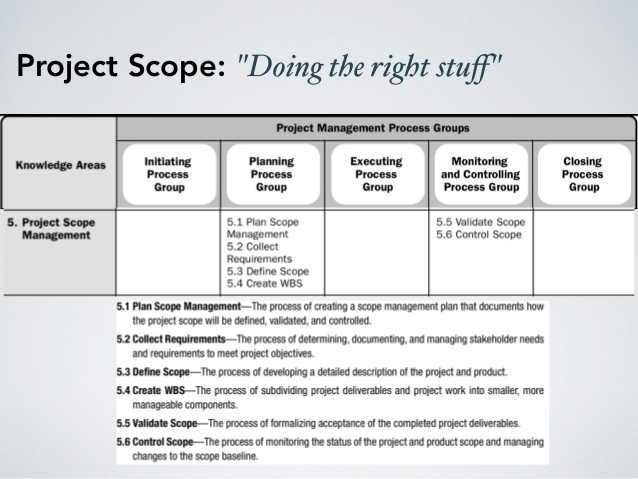 Project Scope: "Doing the right stuff"
Project Management Process Groups
Knowledge Areas
Initiating
Process
Group
Planning
Process
Group
Executing
Process
Group
Monitoring
and Controlling
Process Group
Closing
Process
Group
5. Project Scope
Management
5.1 Plan Scope
Management
5.2 Collect
Requirements
5.3 Define Scope
5.4 Create WBS
5.5 Validate Scope
5.6 Control Scope
5.1 Plan Scope Management—The process of creating a scope management plan that documents how
the project scope will be defined, validated, and controlled.
5.2 Collect Requirements—The process of determining, documenting, and managing stakeholder needs
and requirements to meet project objectives.
5.3 Define Scope—The process of developing a detailed description of the project and product.
5.4 Create WBS—The process of subdividing project deliverables and project work into smaller, more
manageable components.
5.5 Validate Scope—The process of formalizing acceptance of the completed project deliverables.
5.6 Control Scope—The process of monitoring the status of the project and product scope and managing
changes to the scope baseline.